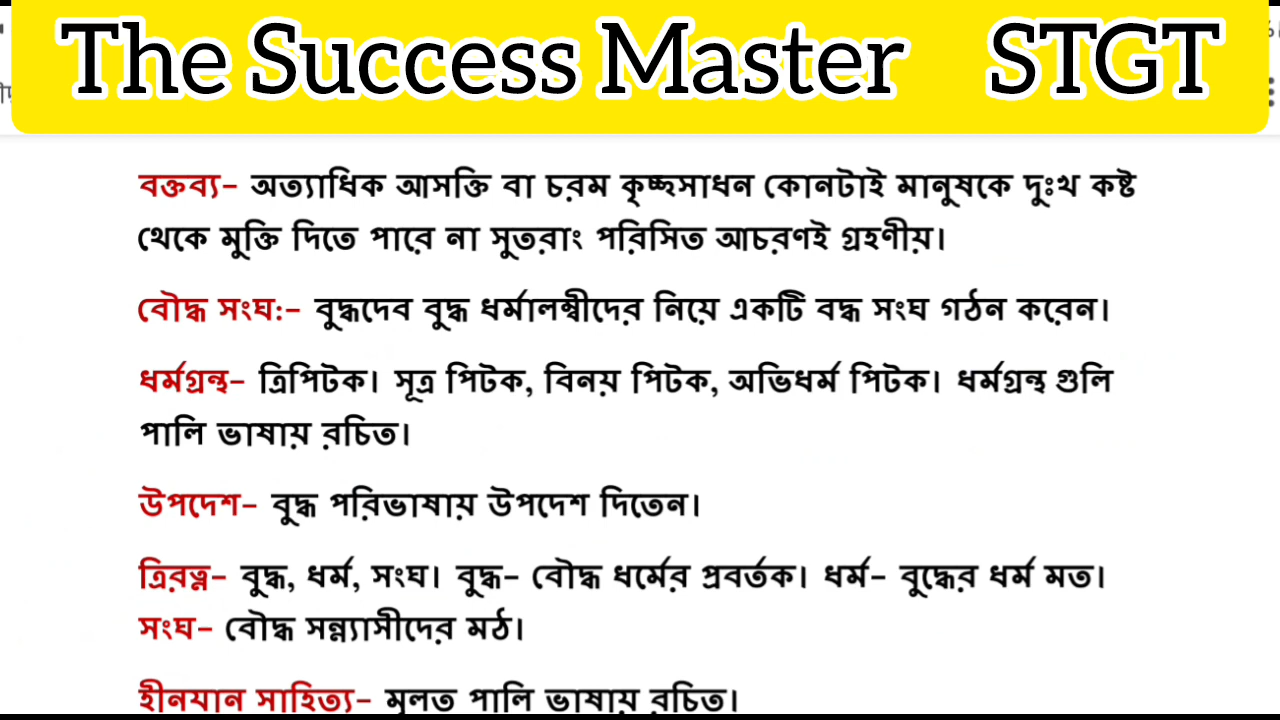 The Success Master STGT
বক্তব্য- অত্যাধিক আসক্তি বা চরম কৃচ্ছসাধন কোনটাই মানুষকে দুঃখ কষ্ট
থেকে মুক্তি দিতে পারে না সুতরাং পরিসিত আচরণই গ্রহণীয়।
বৌদ্ধ সংঘ:- বুদ্ধদেব বুদ্ধ ধর্মালম্বীদের নিয়ে একটি বদ্ধ সংঘ গঠন করেন।
ধর্মগ্রন্থ- ত্রিপিটক। সূত্র পিটক, বিনয় পিটক, অভিধর্ম পিটক। ধর্মগ্রন্থ গুলি
পালি ভাষায় রচিত।
উপদেশ- বুদ্ধ পরিভাষায় উপদেশ দিতেন।
ত্রিরত্ন- বুদ্ধ, ধর্ম, সংঘ। বুদ্ধ- বৌদ্ধ ধর্মের প্রবর্তক। ধর্ম- বুদ্ধের ধর্ম মত।
সংঘ- বৌদ্ধ সন্ন্যাসীদের মঠ।
হীনযান সাহিত্য- মূলত পালি ভাষায় রচিত।